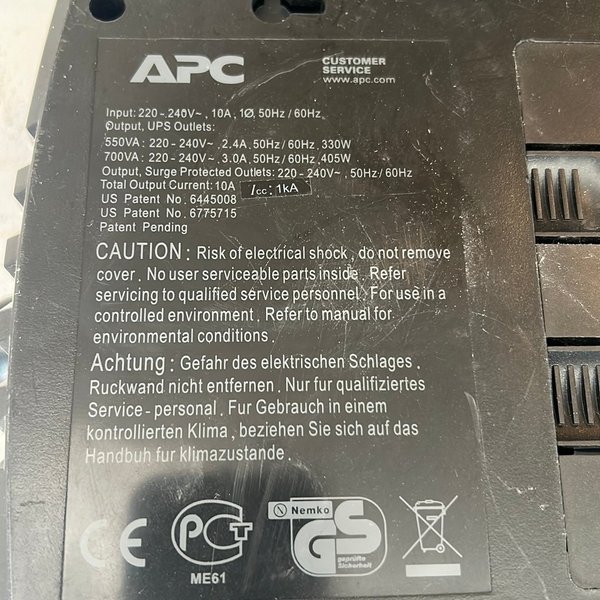 APC
CUSTOMER
SERVICE
www.apc.com
Input: 220 - 240V~ , 10A , 1Ø, 50Hz / 60Hz.
Output, UPS Outlets:
550VA : 220 - 240V~ , 2.4A , 50Hz / 60Hz , 330W
700VA : 220 - 240V~ , 3.0A , 50Hz / 60Hz , 405W
Output, Surge Protected Outlets: 220 - 240V~ , 50Hz / 60Hz
Total Output Current: 10A Icc: 1kA
US Patent No . 6445008
US Patent No . 6775715
Patent Pending
CAUTION : Risk of electrical shock , do not remove
cover . No user serviceable parts inside . Refer
servicing to qualified service personnel . For use in a
controlled environment . Refer to manual for
environmental conditions .
Achtung : Gefahr des elektrischen Schlages .
Ruckwand nicht entfernen . Nur fur qualifiziertes
Service - personal . Fur Gebrauch in einem
kontrollierten Klima , beziehen Sie sich auf das
Handbuh fur klimazustande .
CE
PCT
ME61
Nemko
GS
geprüfte
Sicherheit